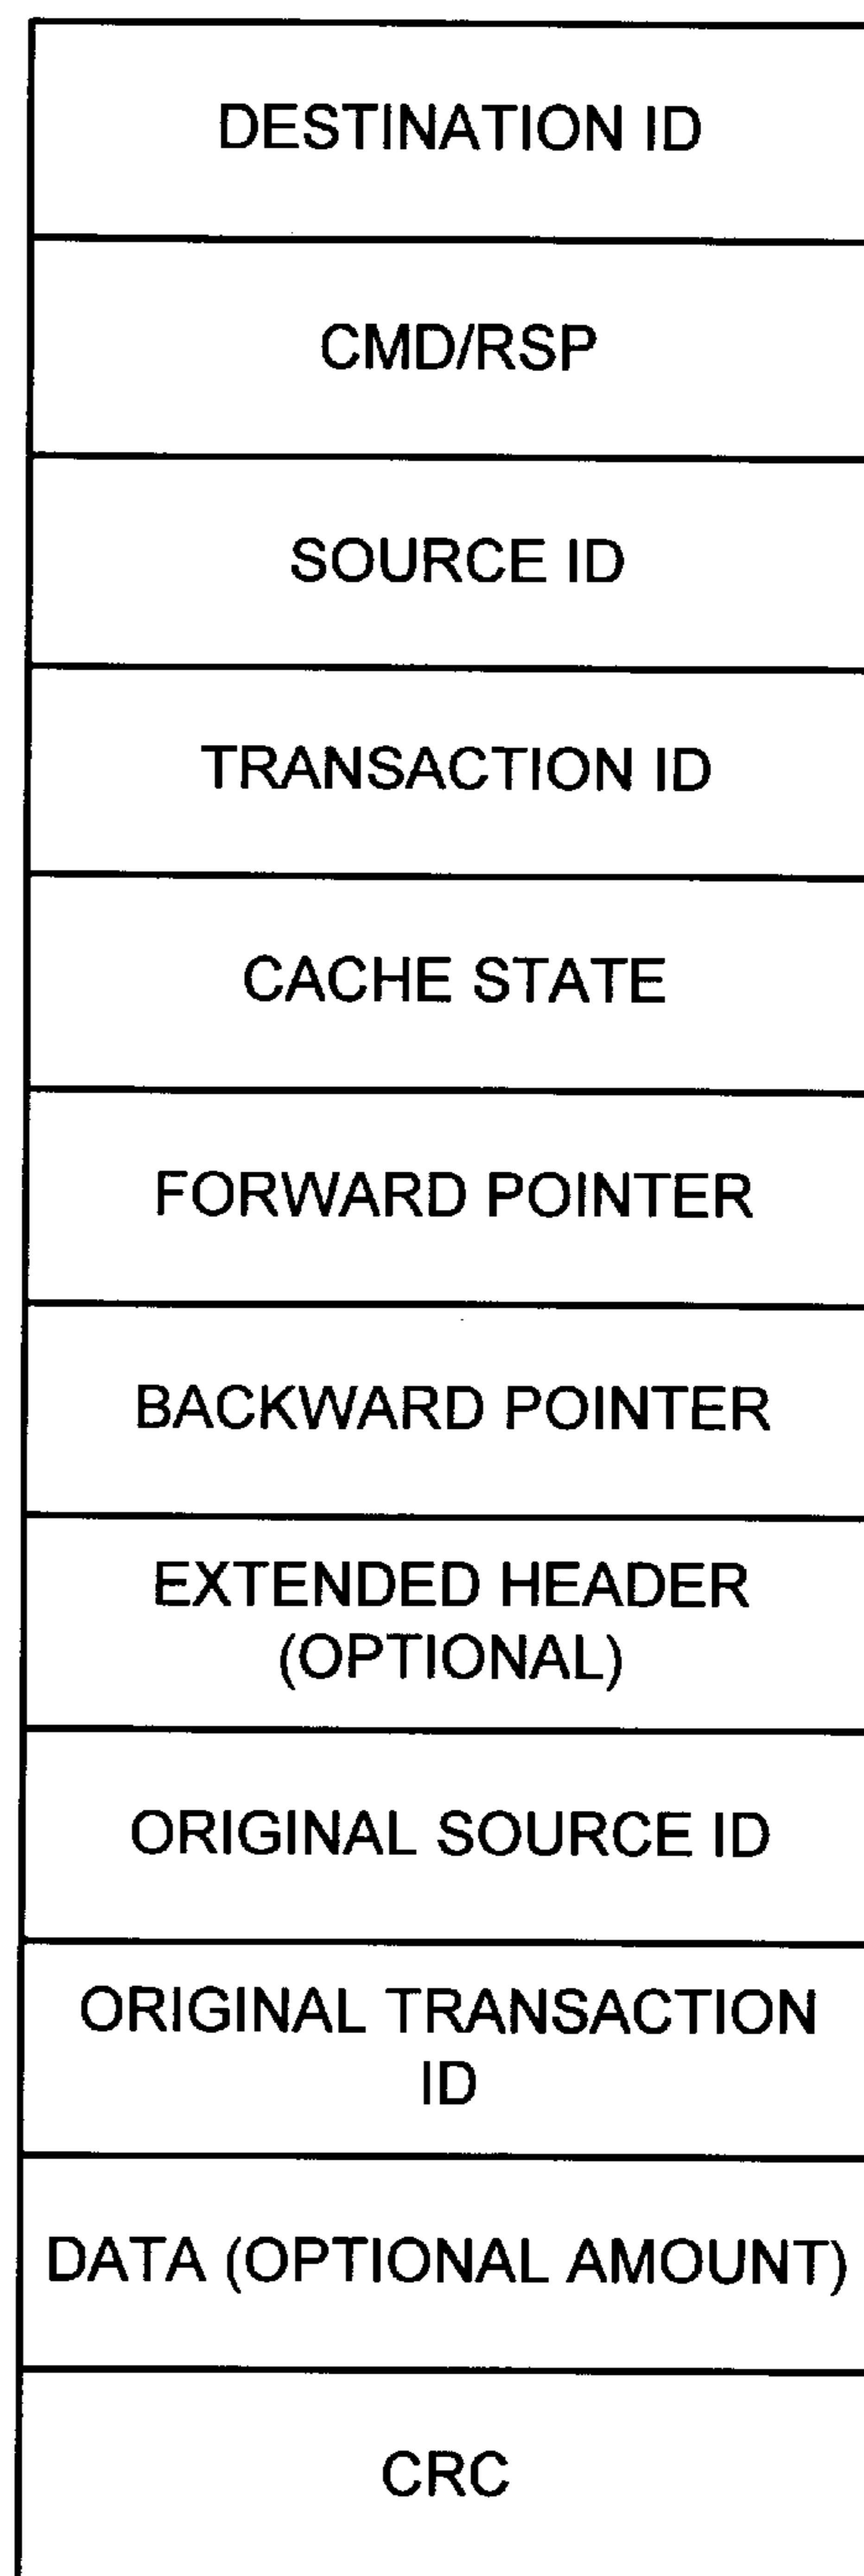 DESTINATION ID
CMD/RSP
SOURCE ID
TRANSACTION ID
CACHE STATE
FORWARD POINTER
BACKWARD POINTER
EXTENDED HEADER
(OPTIONAL)
ORIGINAL SOURCE ID
ORIGINAL TRANSACTION
ID
DATA (OPTIONAL AMOUNT)
CRC